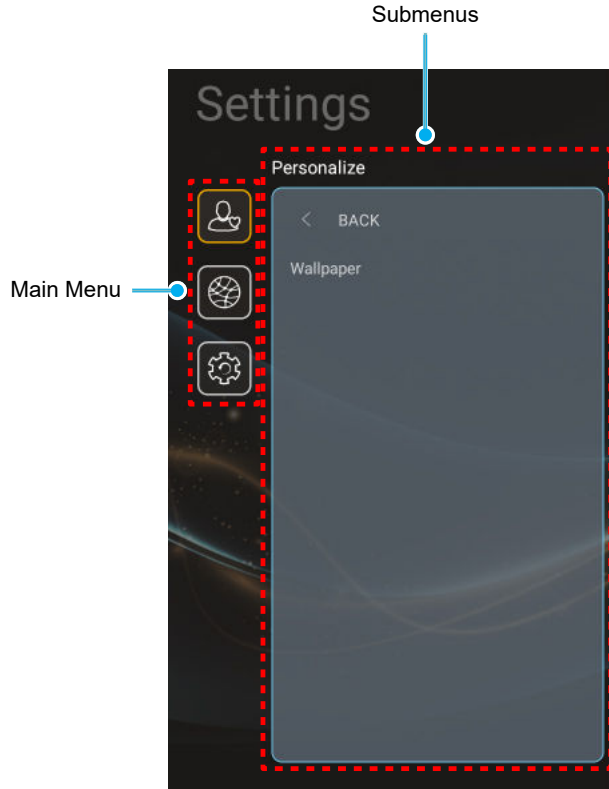 Submenus
Settings
Personalize
< BACK
Wallpaper
Main Menu